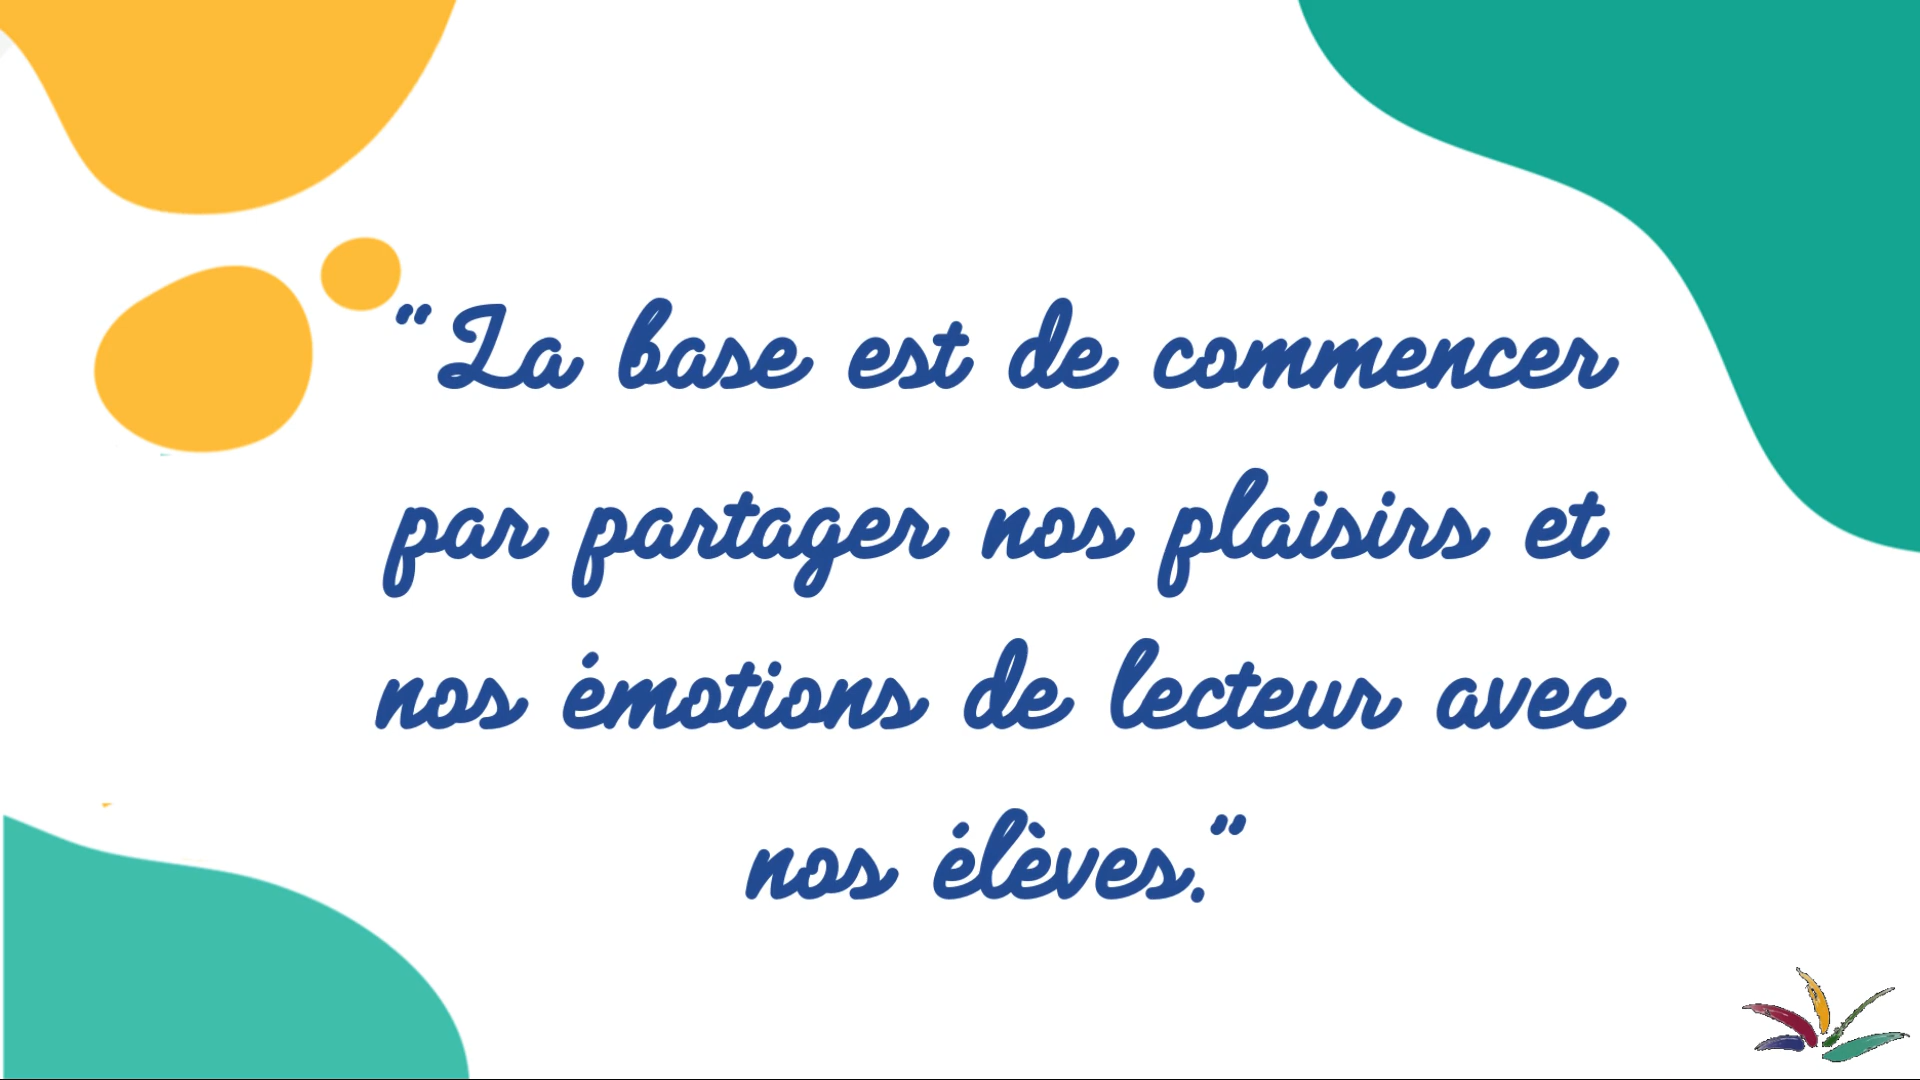 "La base est de commencer
par partager nos plaisirs et
nos émotions de lecteur avec
nos élèves."